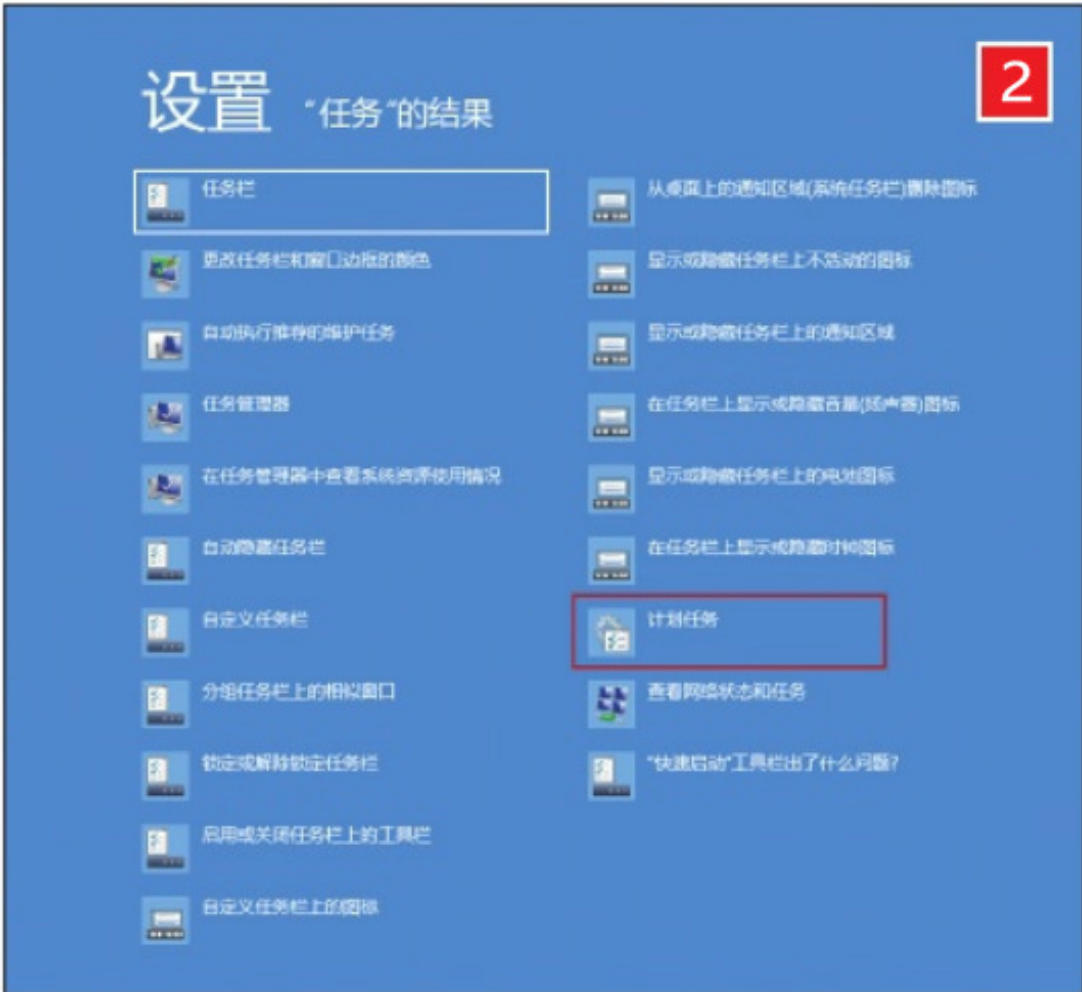 设置 "任务"的结果
2
任务栏
更改任务栏和窗口边框的颜色
自动执行推荐的维护任务
任务管理器
在任务管理器中查看系统资源使用情况
自动隐藏任务栏
自定义任务栏
分组任务栏上的相似窗口
锁定或解除锁定任务栏
启用或关闭任务栏上的工具栏
自定义任务栏上的图标
从桌面上的通知区域(系统任务栏)删除图标
显示或隐藏任务栏上不活动的图标
显示或隐藏任务栏上的通知区域
在任务栏上显示或隐藏音量(扬声器)图标
显示或隐藏任务栏上的电池图标
在任务栏上显示或隐藏时钟图标
计划任务
查看网络状态和任务
"快速启动"工具栏出了什么问题?